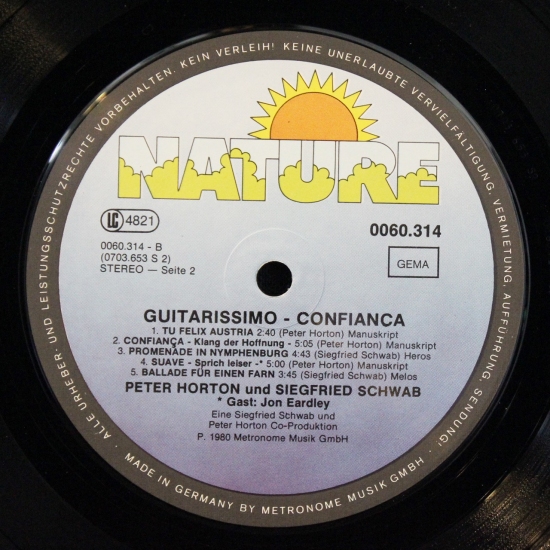 · ALLE URHEBER- UND LEISTUNGSSCHUTZRECHTE VORBEHALTEN. KEIN VERLEIH! KEINE UNERLAUBTE VERVIELFÄLTIGUNG, VERMIETUNG, AUFFÜHRUNG, SENDUNG! ·
NATURE
LC 4821
0060.314
0060.314 - B
(0703.653 S 2)
STEREO — Seite 2
GEMA
GUITARISSIMO - CONFIANCA
1. TU FELIX AUSTRIA 2:40 (Peter Horton) Manuskript
2. CONFIANÇA - Klang der Hoffnung - 5:05 (Peter Horton) Manuskript
3. PROMENADE IN NYMPHENBURG 4:43 (Siegfried Schwab) Heros
4. SUAVE - Sprich leiser -* 5:00 (Peter Horton) Manuskript
5. BALLADE FÜR EINEN FARN 3:45 (Siegfried Schwab) Melos
PETER HORTON und SIEGFRIED SCHWAB
* Gast: Jon Eardley
Eine Siegfried Schwab und
Peter Horton Co-Produktion
P. 1980 Metronome Musik GmbH
MADE IN GERMANY BY METRONOME MUSIK GMBH